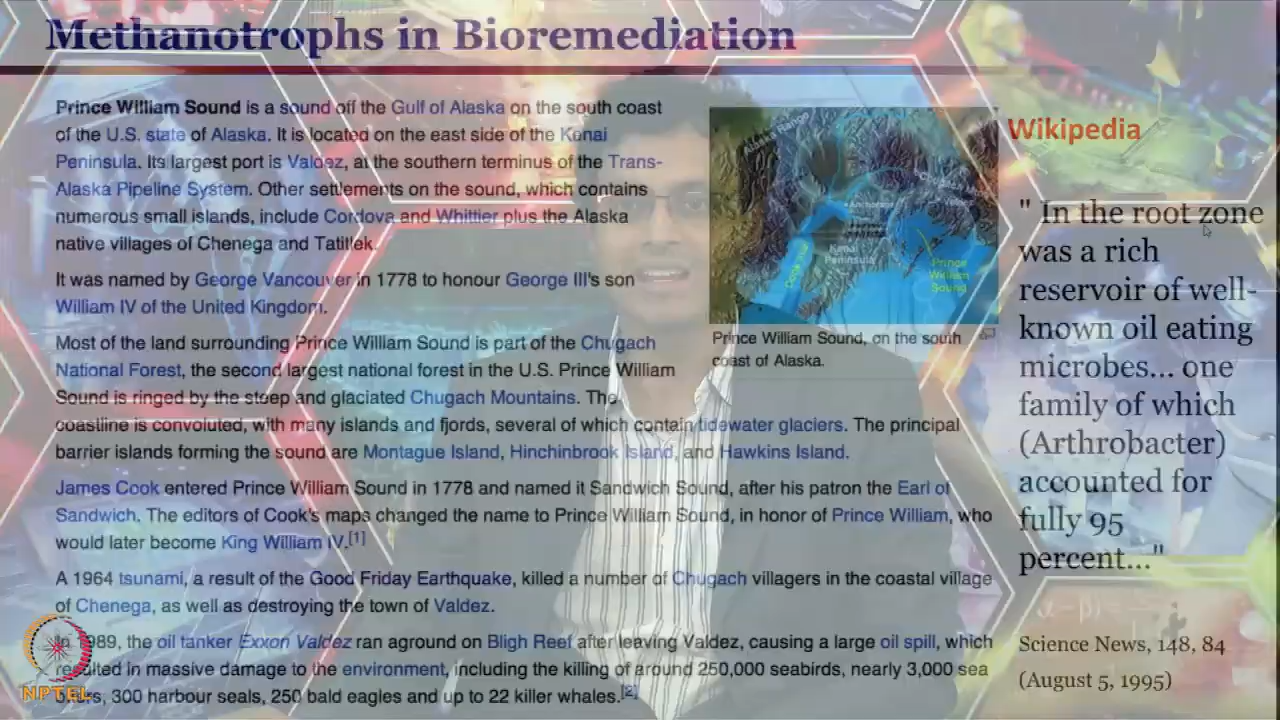 Methanotrophs in Bioremediation
Prince William Sound is a sound off the Gulf of Alaska on the south coast
of the U.S. state of Alaska. It is located on the east side of the Kenai
Peninsula. Its largest port is Valdez, at the southern terminus of the Trans-
Alaska Pipeline System. Other settlements on the sound, which contains
numerous small islands, include Cordova and Whittier plus the Alaska
native villages of Chenega and Tatitlek.
It was named by George Vancouver in 1778 to honour George III's son
William IV of the United Kingdom.
Most of the land surrounding Prince William Sound is part of the Chugach
National Forest, the second largest national forest in the U.S. Prince William
Sound is ringed by the steep and glaciated Chugach Mountains. The
coastline is convoluted, with many islands and fjords, several of which contain tidewater glaciers. The principal
barrier islands forming the sound are Montague Island, Hinchinbrook Island, and Hawkins Island.
James Cook entered Prince William Sound in 1778 and named it Sandwich Sound, after his patron the Earl of
Sandwich. The editors of Cook's maps changed the name to Prince William Sound, in honor of Prince William, who
would later become King William IV.[1]
A 1964 tsunami, a result of the Good Friday Earthquake, killed a number of Chugach villagers in the coastal village
of Chenega, as well as destroying the town of Valdez.
In 1989, the oil tanker Exxon Valdez ran aground on Bligh Reef after leaving Valdez, causing a large oil spill, which
resulted in massive damage to the environment, including the killing of around 250,000 seabirds, nearly 3,000 sea
otters, 300 harbour seals, 250 bald eagles and up to 22 killer whales.[2]
Alaska Range
Anchorage
Kenai
Peninsula
Prince
William
Sound
Prince William Sound, on the south
coast of Alaska.
Wikipedia
" In the root zone
was a rich
reservoir of well-
known oil eating
microbes... one
family of which
(Arthrobacter)
accounted for
fully 95
percent..."
Science News, 148, 84
(August 5, 1995)
NPTEL